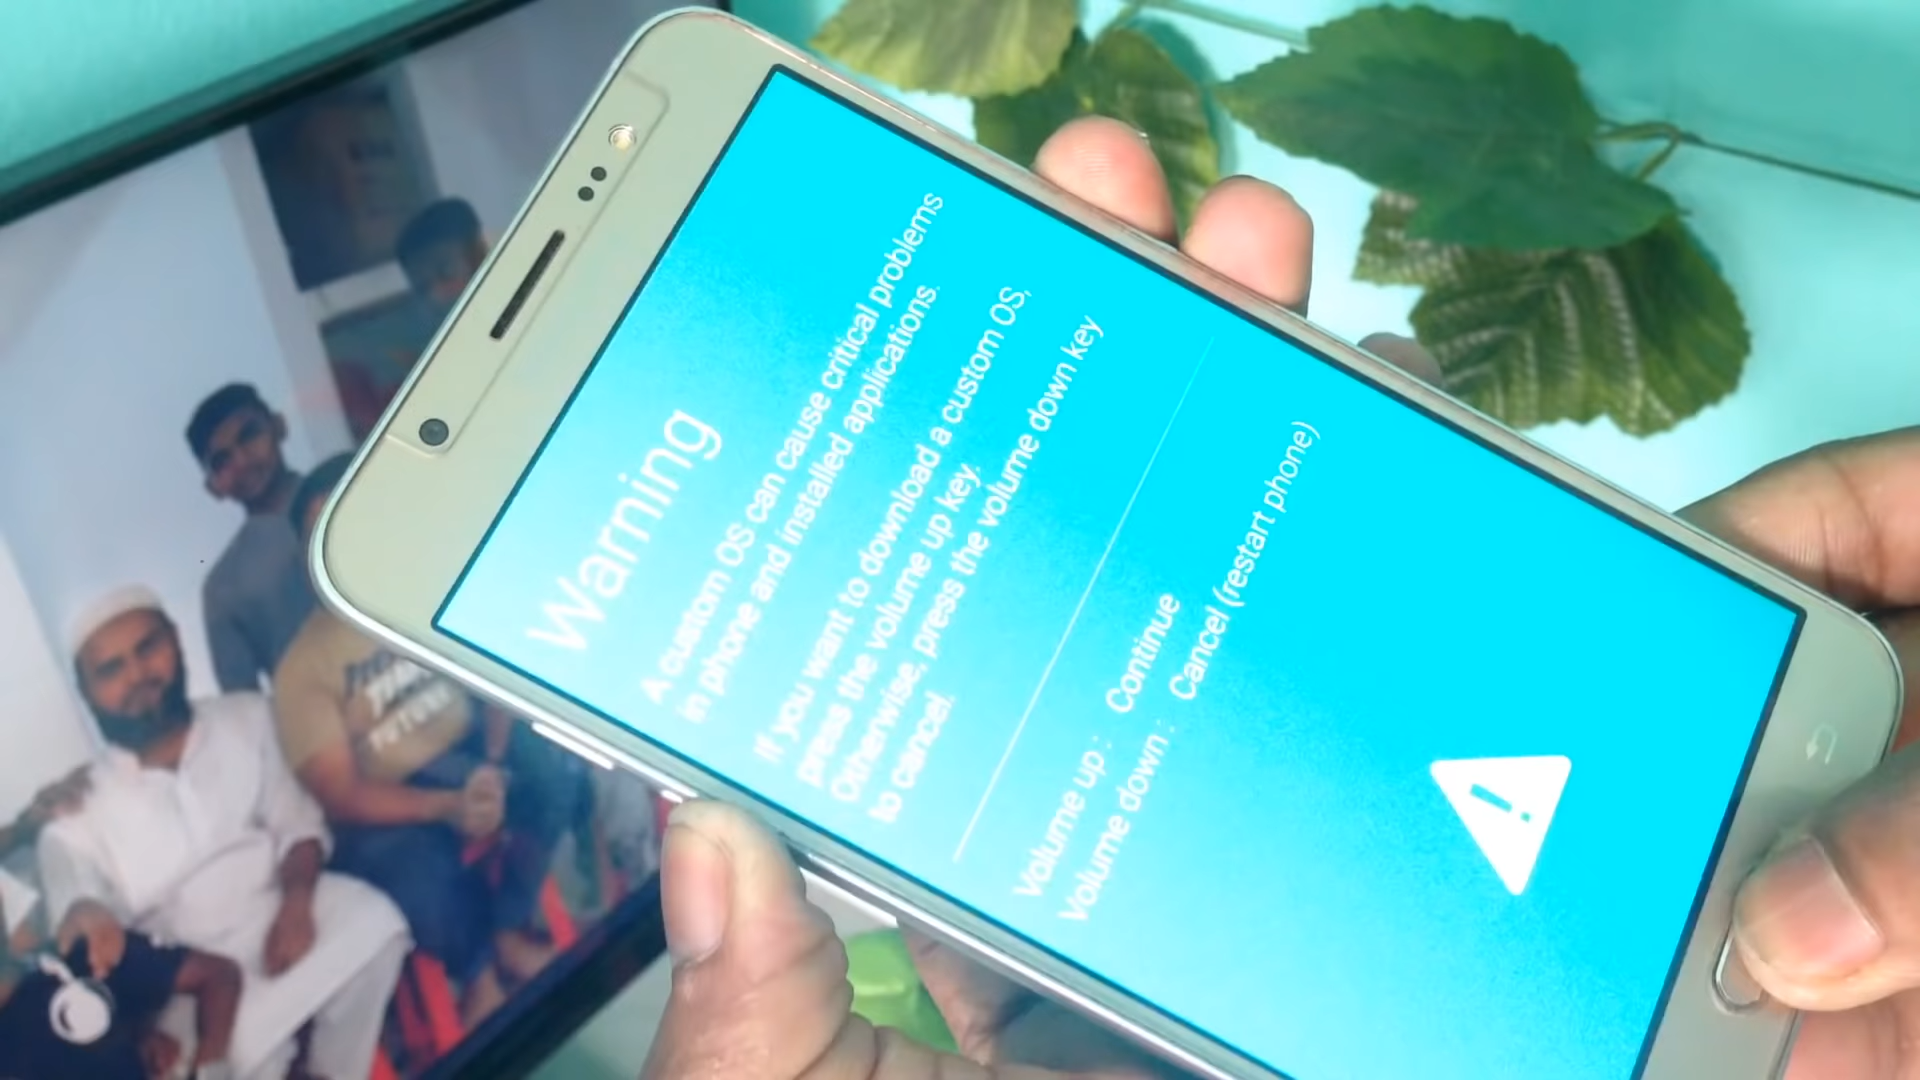 Warning
A custom OS can cause critical problems
in phone and installed applications.
If you want to download a custom OS,
press the volume up key.
Otherwise, press the volume down key
to cancel.
Volume up : Continue
Volume down : Cancel (restart phone)
FUTURE